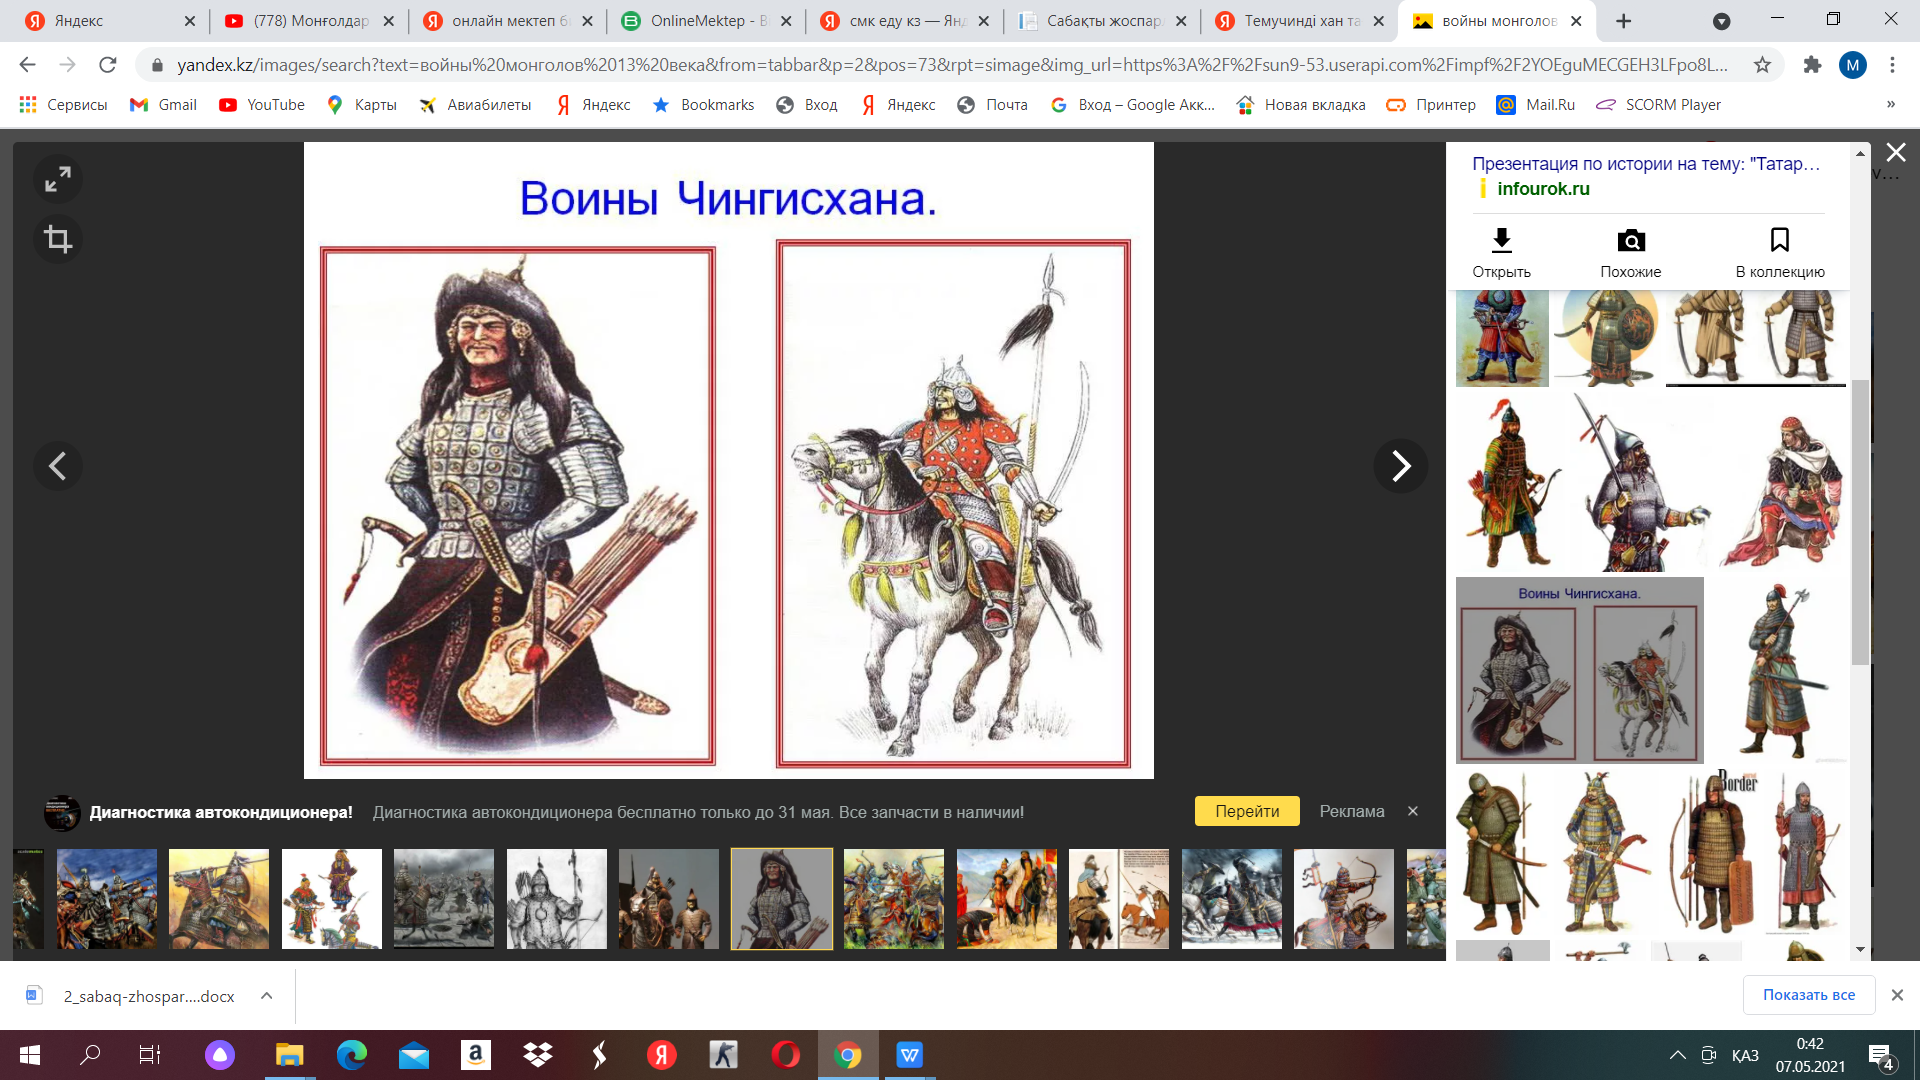 Яндекс
(778) Монғолдар
онлайн мектеп б
OnlineMektep - B
смк еду кз — Янд
Сабақты жоспар
Темучинді хан та
войны монголов
yandex.kz/images/search?text=войны%20монголов%2013%20века&from=tabbar&p=2&pos=73&rpt=simage&img_url=https%3A%2F%2Fsun9-53.userapi.com%2Fimpf%2F2YOEguMECGEH3LFpo8L...
M
Сервисы
Gmail
YouTube
Карты
Авиабилеты
Яндекс
Bookmarks
Вход
Яндекс
Почта
Вход – Google Акк...
Новая вкладка
Принтер
Mail.Ru
SCORM Player
»
Воины Чингисхана.
Презентация по истории на тему: "Татар...
infourok.ru
Открыть
Похожие
В коллекцию
Воины Чингисхана.
Border
Диагностика автокондиционера!
Диагностика автокондиционера бесплатно только до 31 мая. Все запчасти в наличии!
Перейти
Реклама
2_sabaq-zhospar....docx
Показать все
ҚАЗ
0:42
07.05.2021
4